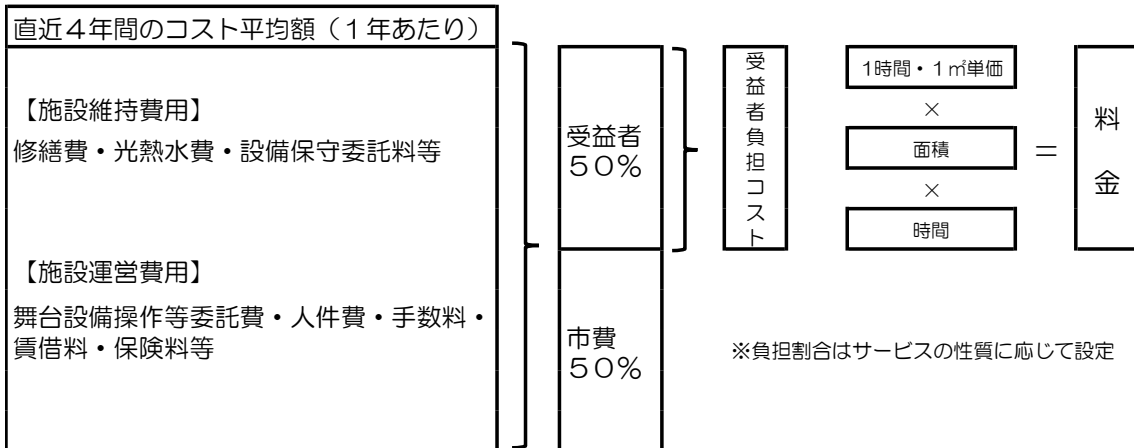 直近４年間のコスト平均額（１年あたり）
【施設維持費用】
修繕費・光熱水費・設備保守委託料等
【施設運営費用】
舞台設備操作等委託費・人件費・手数料・
賃借料・保険料等
受益者
５０％
市費
５０％
受益者負担コスト
1時間・１㎡単価
×
面積
×
時間
＝
料金
※負担割合はサービスの性質に応じて設定